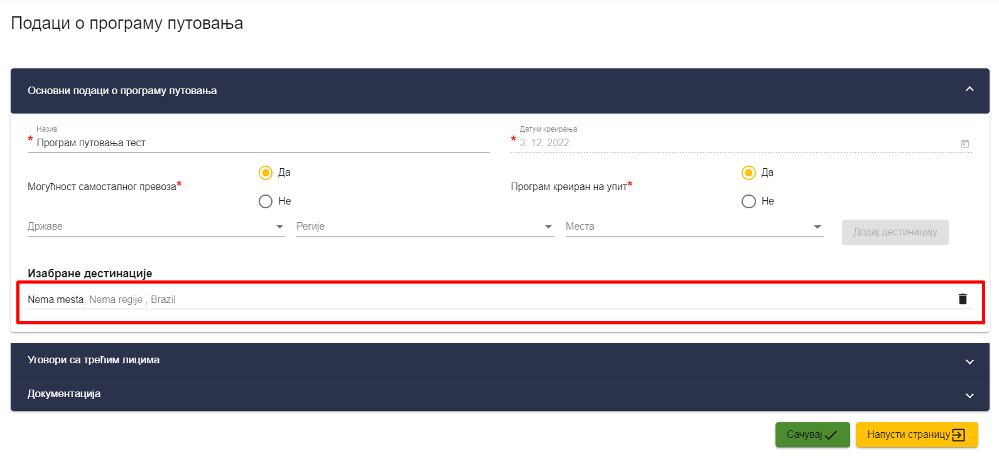 Подаци о програму путовања
Основни подаци о програму путовања
Назив
* Програм путовања тест
Датум креирања
* 3. 12. 2022.
Могућност самосталног превоза*
Да
Не
Програм креиран на упит*
Да
Не
Државе
Регије
Места
Додај дестинацију
Изабране дестинације
Nema mesta, Nema regije , Brazil
Уговори са трећим лицима
Документација
Сачувај
Напусти страницу